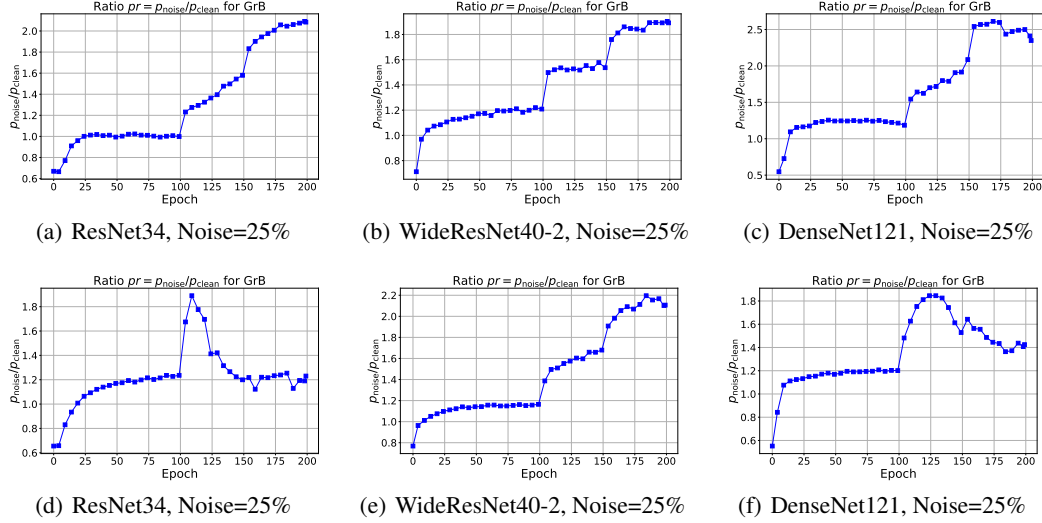 Ratio pr = p_noise/p_clean for GrB
p_noise/p_clean
2.0
1.8
1.6
1.4
1.2
1.0
0.8
0.6
0 25 50 75 100 125 150 175 200
Epoch
(a) ResNet34, Noise=25%
Ratio pr = p_noise/p_clean for GrB
p_noise/p_clean
1.8
1.6
1.4
1.2
1.0
0.8
0 25 50 75 100 125 150 175 200
Epoch
(b) WideResNet40-2, Noise=25%
Ratio pr = p_noise/p_clean for GrB
p_noise/p_clean
2.5
2.0
1.5
1.0
0.5
0 25 50 75 100 125 150 175 200
Epoch
(c) DenseNet121, Noise=25%
Ratio pr = p_noise/p_clean for GrB
p_noise/p_clean
1.8
1.6
1.4
1.2
1.0
0.8
0.6
0 25 50 75 100 125 150 175 200
Epoch
(d) ResNet34, Noise=25%
Ratio pr = p_noise/p_clean for GrB
p_noise/p_clean
2.2
2.0
1.8
1.6
1.4
1.2
1.0
0.8
0 25 50 75 100 125 150 175 200
Epoch
(e) WideResNet40-2, Noise=25%
Ratio pr = p_noise/p_clean for GrB
p_noise/p_clean
1.8
1.6
1.4
1.2
1.0
0.8
0.6
0 25 50 75 100 125 150 175 200
Epoch
(f) DenseNet121, Noise=25%